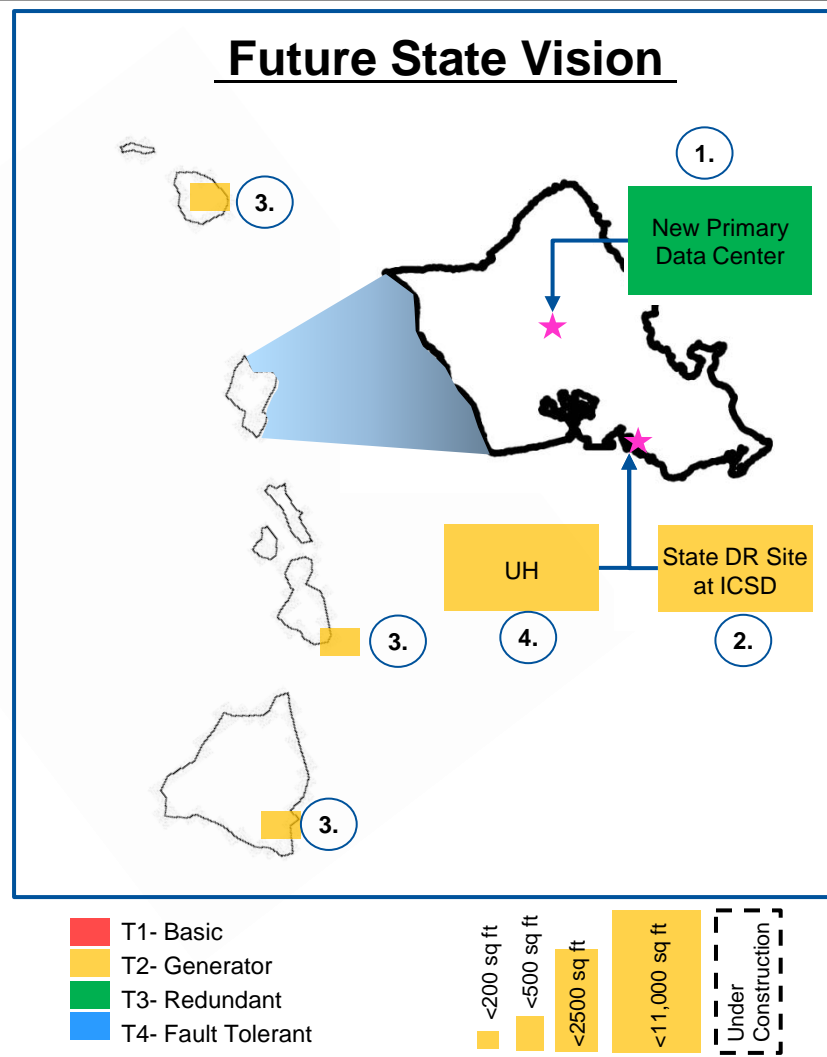 Future State Vision
1.
New Primary
Data Center
3.
UH
State DR Site
at ICSD
4.
2.
3.
3.
T1- Basic
T2- Generator
T3- Redundant
T4- Fault Tolerant
<200 sq ft
<500 sq ft
<2500 sq ft
<11,000 sq ft
Under
Construction